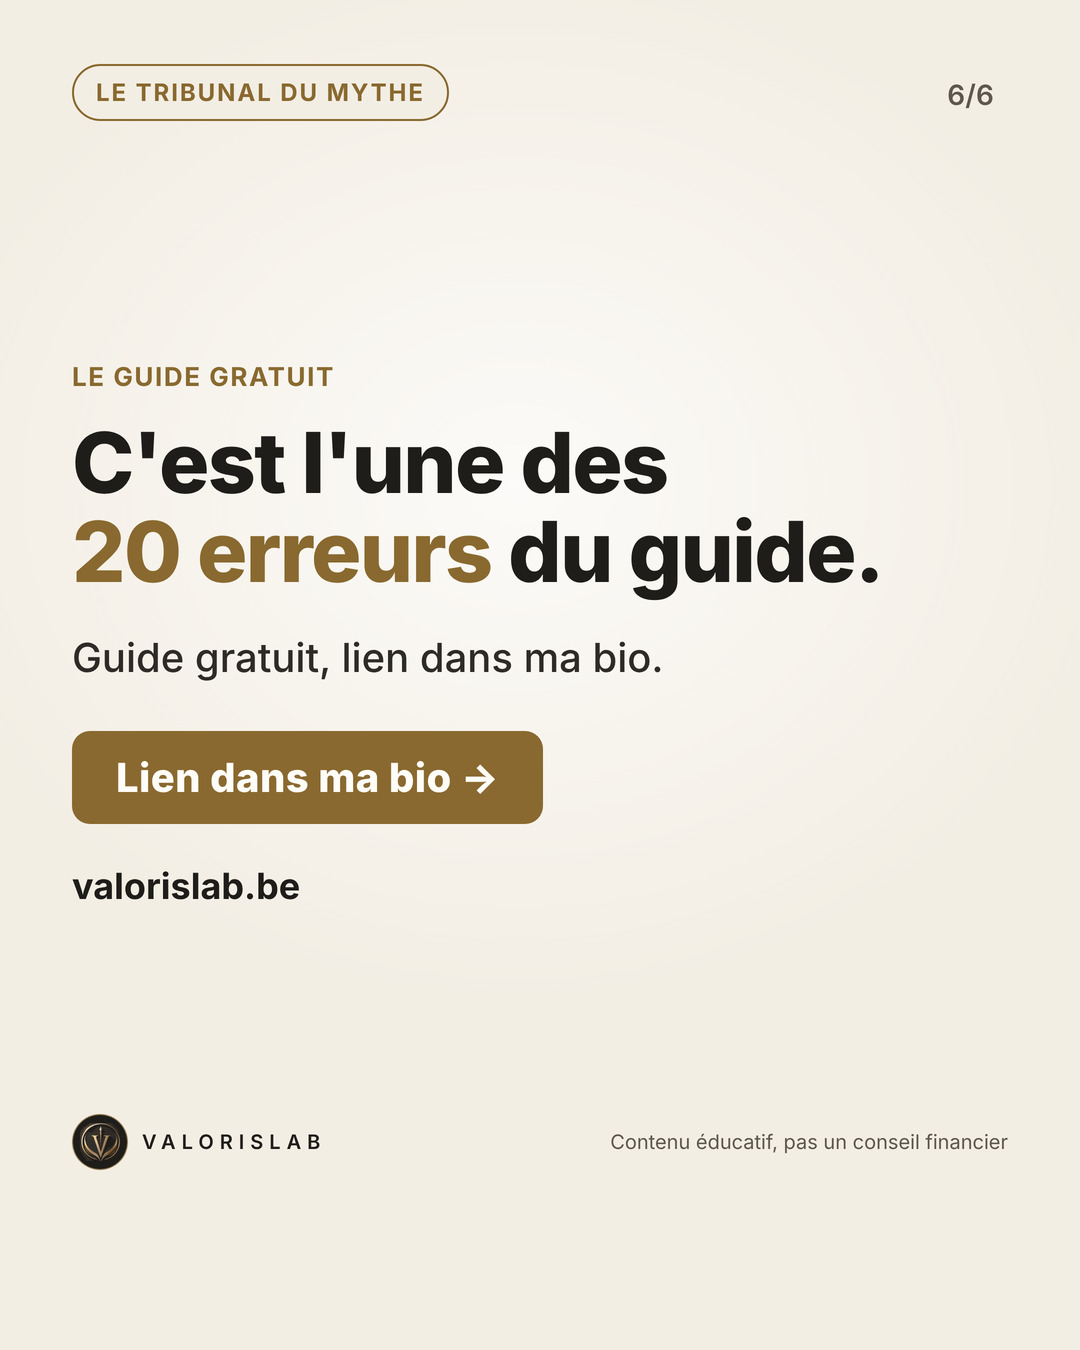 LE TRIBUNAL DU MYTHE
6/6
LE GUIDE GRATUIT
C'est l'une des
20 erreurs du guide.
Guide gratuit, lien dans ma bio.
Lien dans ma bio →
valorislab.be
V
VALORISLAB
Contenu éducatif, pas un conseil financier